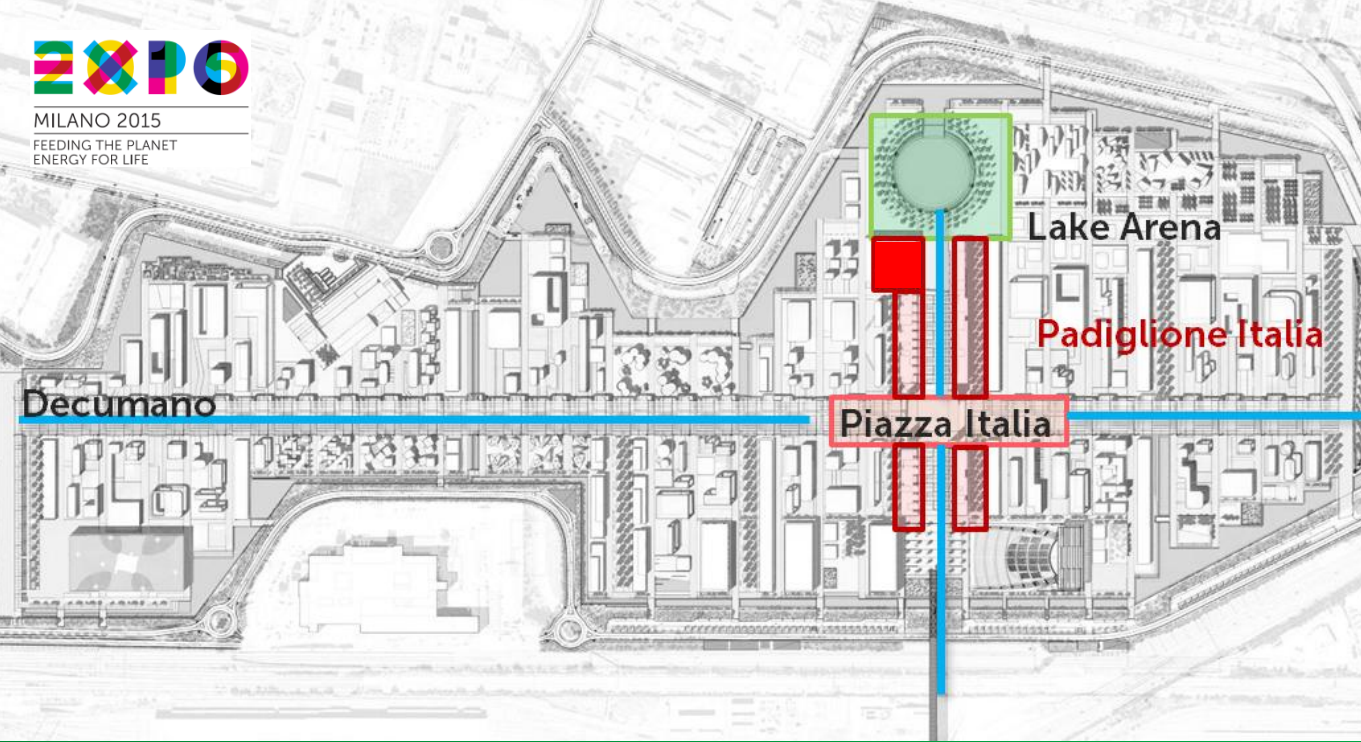 EXPO
MILANO 2015
FEEDING THE PLANET
ENERGY FOR LIFE
Lake Arena
Padiglione Italia
Decumano
Piazza Italia